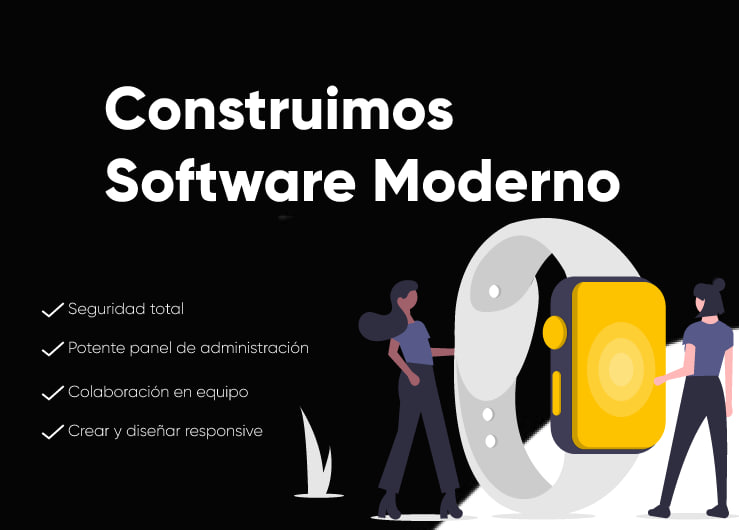 Construimos
Software Moderno
Seguridad total
Potente panel de administración
Colaboración en equipo
Crear y diseñar responsive